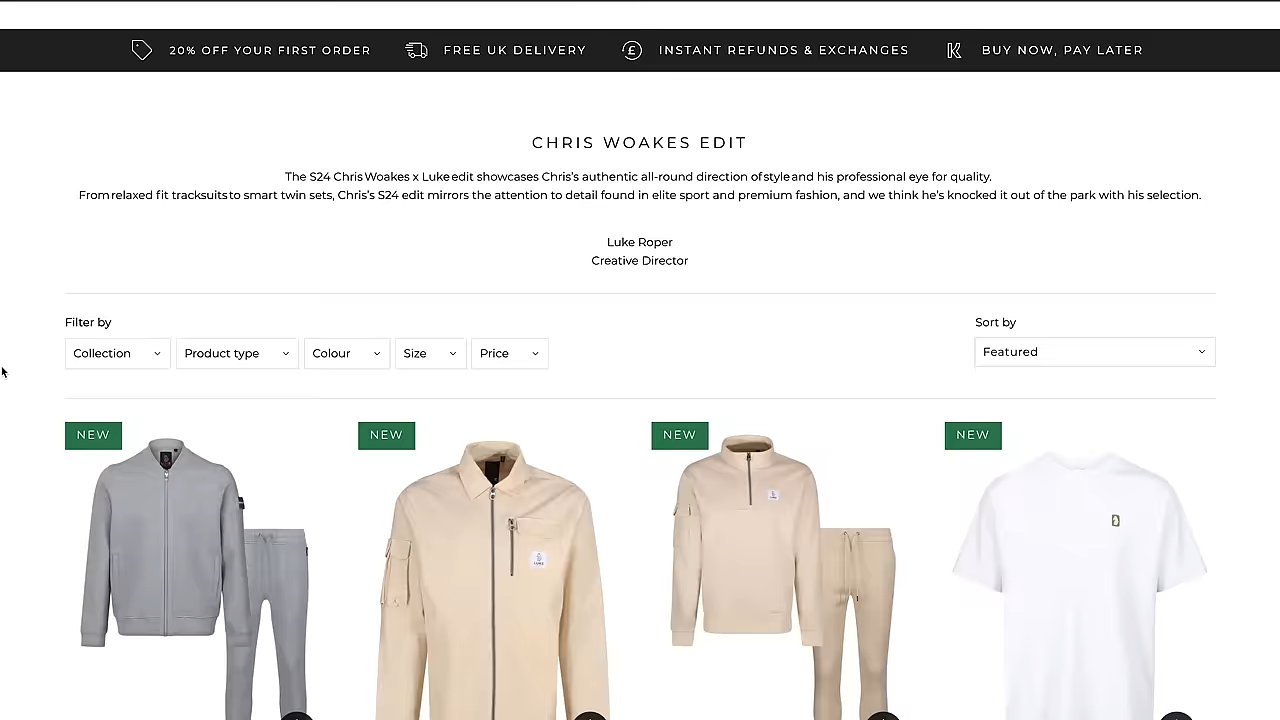 20% OFF YOUR FIRST ORDER FREE UK DELIVERY INSTANT REFUNDS & EXCHANGES BUY NOW, PAY LATER
CHRIS WOAKES EDIT
The S24 Chris Woakes x Luke edit showcases Chris's authentic all-round direction of style and his professional eye for quality.
From relaxed fit tracksuits to smart twin sets, Chris's S24 edit mirrors the attention to detail found in elite sport and premium fashion, and we think he's knocked it out of the park with his selection.
Luke Roper
Creative Director
Filter by
Sort by
Collection Product type Colour Size Price
Featured
NEW NEW NEW NEW